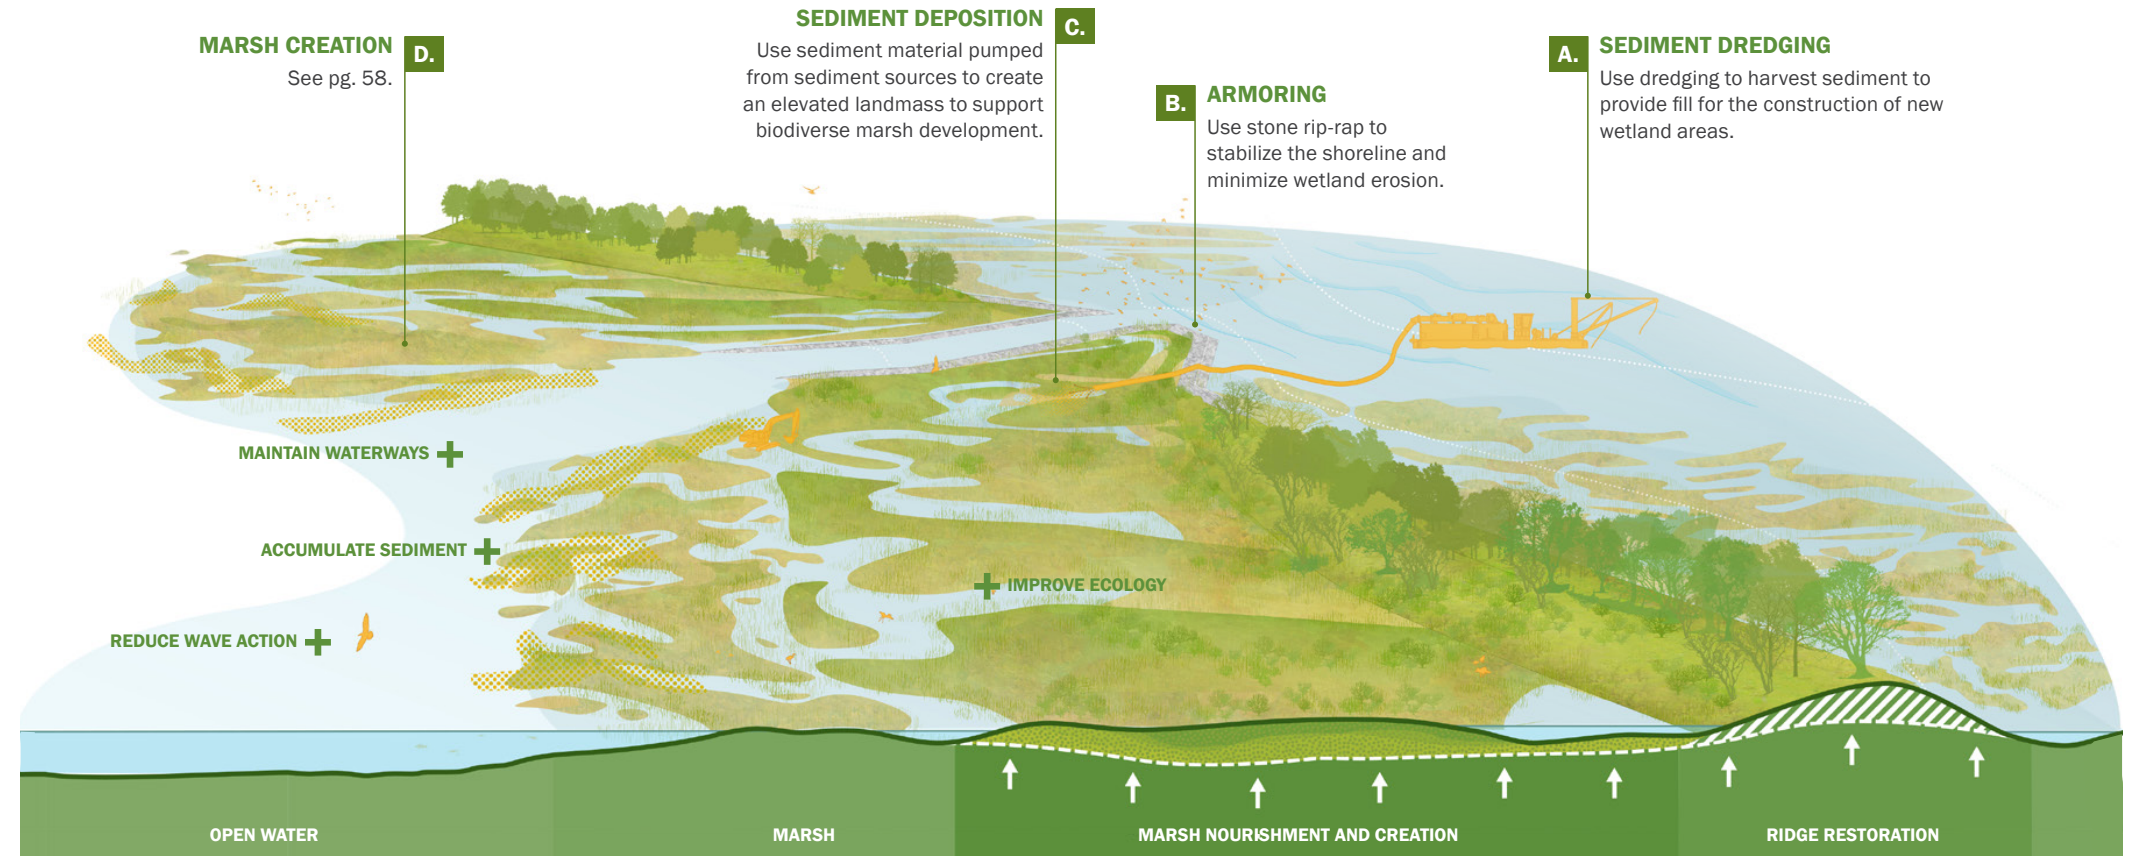 MARSH CREATION
D.
See pg. 58.
SEDIMENT DEPOSITION
C.
Use sediment material pumped
from sediment sources to create
an elevated landmass to support
biodiverse marsh development.
B.
ARMORING
Use stone rip-rap to
stabilize the shoreline and
minimize wetland erosion.
A.
SEDIMENT DREDGING
Use dredging to harvest sediment to
provide fill for the construction of new
wetland areas.
MAINTAIN WATERWAYS
ACCUMULATE SEDIMENT
IMPROVE ECOLOGY
REDUCE WAVE ACTION
OPEN WATER
MARSH
MARSH NOURISHMENT AND CREATION
RIDGE RESTORATION